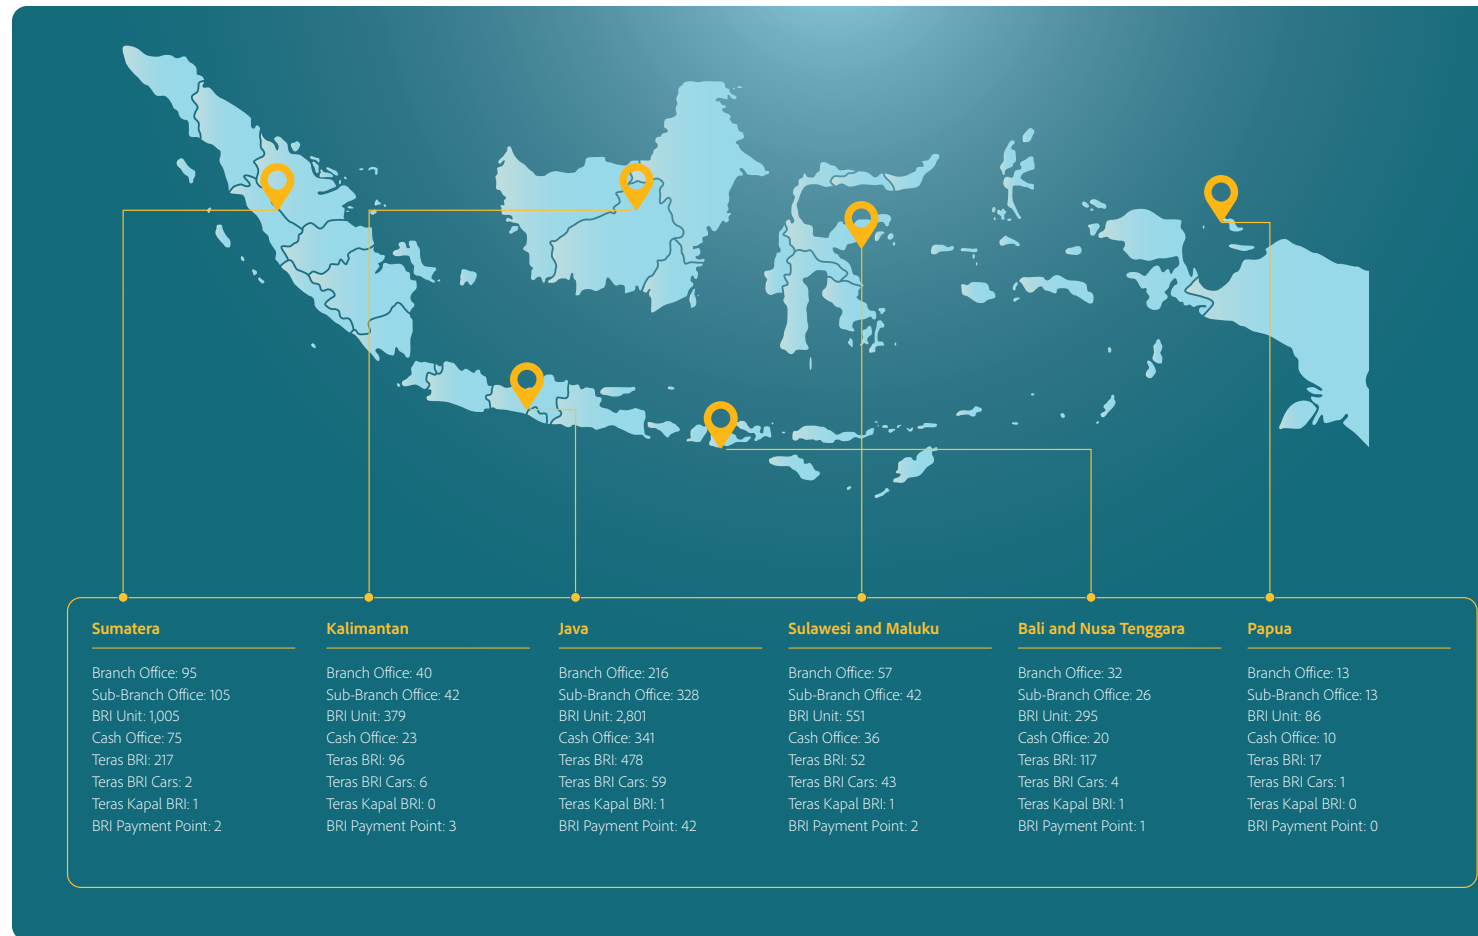 Sumatera
Branch Office: 95
Sub-Branch Office: 105
BRI Unit: 1,005
Cash Office: 75
Teras BRI: 217
Teras BRI Cars: 2
Teras Kapal BRI: 1
BRI Payment Point: 2
Kalimantan
Branch Office: 40
Sub-Branch Office: 42
BRI Unit: 379
Cash Office: 23
Teras BRI: 96
Teras BRI Cars: 6
Teras Kapal BRI: 0
BRI Payment Point: 3
Java
Branch Office: 216
Sub-Branch Office: 328
BRI Unit: 2,801
Cash Office: 341
Teras BRI: 478
Teras BRI Cars: 59
Teras Kapal BRI: 1
BRI Payment Point: 42
Sulawesi and Maluku
Branch Office: 57
Sub-Branch Office: 42
BRI Unit: 551
Cash Office: 36
Teras BRI: 52
Teras BRI Cars: 43
Teras Kapal BRI: 1
BRI Payment Point: 2
Bali and Nusa Tenggara
Branch Office: 32
Sub-Branch Office: 26
BRI Unit: 295
Cash Office: 20
Teras BRI: 117
Teras BRI Cars: 4
Teras Kapal BRI: 1
BRI Payment Point: 1
Papua
Branch Office: 13
Sub-Branch Office: 13
BRI Unit: 86
Cash Office: 10
Teras BRI: 17
Teras BRI Cars: 1
Teras Kapal BRI: 0
BRI Payment Point: 0